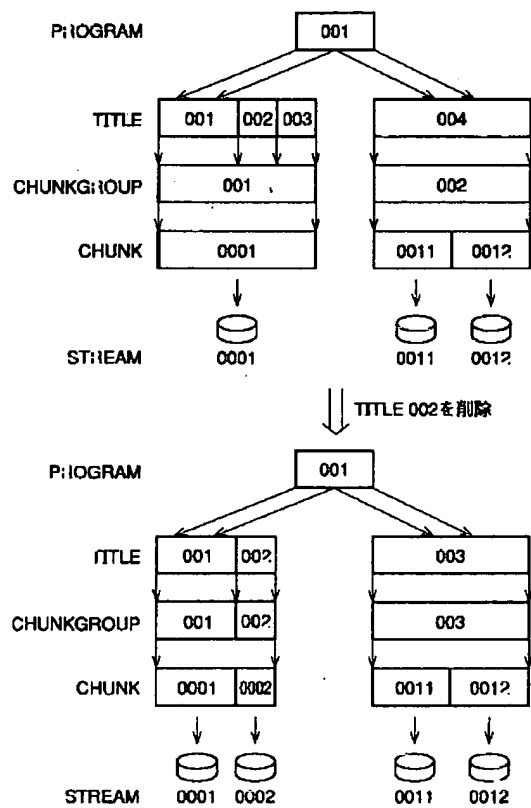 PROGRAM 001
TITLE 001 002 003 004
CHUNKGROUP 001 002
CHUNK 0001 0011 0012
STREAM 0001 0011 0012
TITLE 002を削除
PROGRAM 001
TITLE 001 002 003
CHUNKGROUP 001 002 003
CHUNK 0001 0002 0011 0012
STREAM 0001 0002 0011 0012